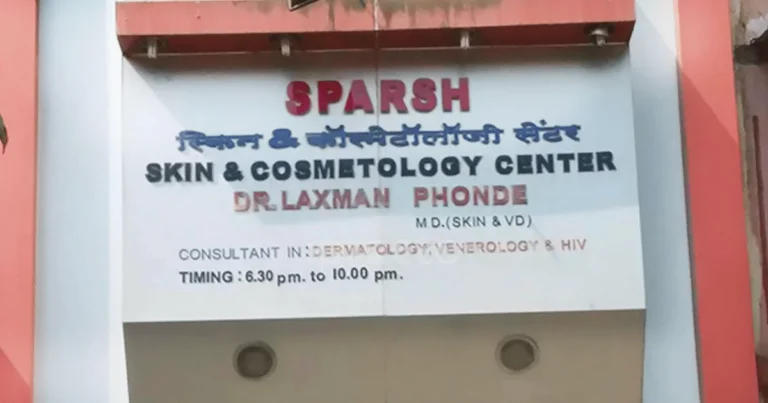 SPARSH
स्किन & कॉस्मेटॉलॉजी सेंटर
SKIN & COSMETOLOGY CENTER
DR. LAXMAN PHONDE
M D. (SKIN & VD)
CONSULTANT IN : DERMATOLOGY, VENEROLOGY & HIV
TIMING : 6.30 pm. to 10.00 pm.